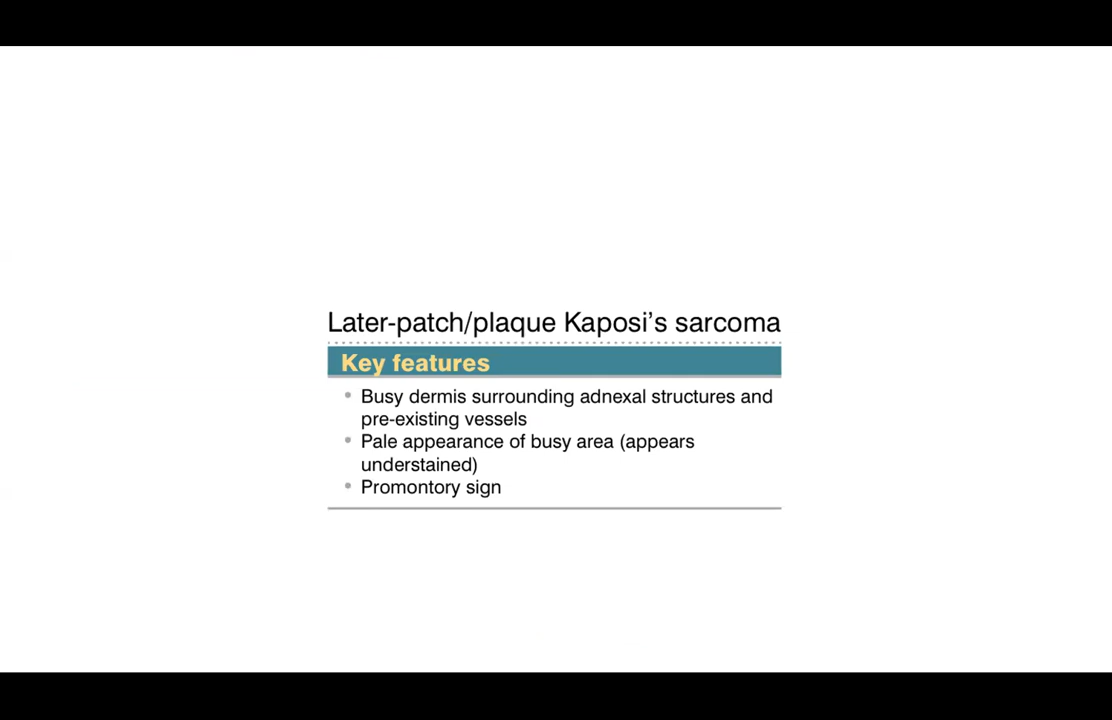 Later-patch/plaque Kaposi's sarcoma
Key features
• Busy dermis surrounding adnexal structures and
pre-existing vessels
• Pale appearance of busy area (appears
understained)
• Promontory sign